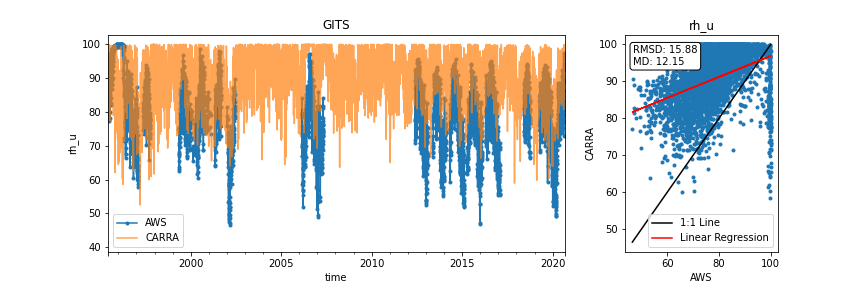 GITS
rh_u
100
90
80
70
60
50
40
rh_u
AWS
CARRA
2000
2005
2010
2015
2020
time
rh_u
RMSD: 15.88
MD: 12.15
100
90
80
70
60
50
CARRA
1:1 Line
Linear Regression
60
80
100
AWS